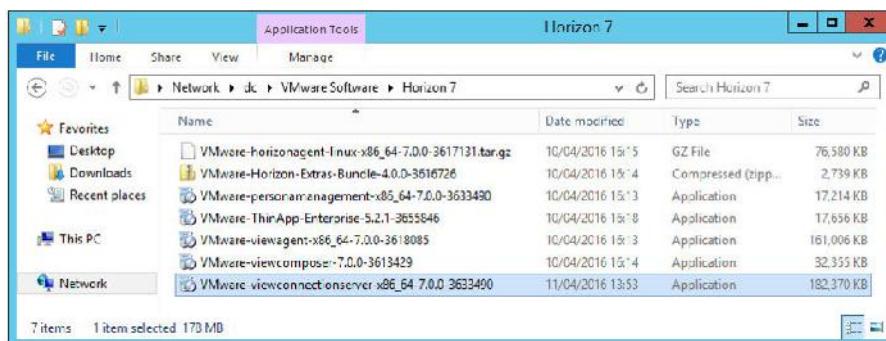 Application Tools Horizon 7
File Home Share View Manage
Network dc VMware Software Horizon 7 Search Horizon 7
Favorites
Desktop
Downloads
Recent places
This PC
Network
Name Date modified Type Size
VMware-horizonagent-linux-x86_64-7.0.0-3617131.tar.gz 10/04/2016 15:15 GZ File 76,580 KB
VMware-Horizon-Extras-Bundle-4.0.0-3616726 10/04/2016 15:14 Compressed (zipp... 2,739 KB
VMware-personamanagement-x86_64-7.0.0-3633490 10/04/2016 15:13 Application 17,214 KB
VMware-ThinApp-Enterprise-5.2.1-3655846 10/04/2016 15:18 Application 17,656 KB
VMware-viewagent-x86_64-7.0.0-3618085 10/04/2016 15:13 Application 161,006 KB
VMware-viewcomposer-7.0.0-3613429 10/04/2016 15:14 Application 32,355 KB
VMware-viewconnectionserver-x86_64-7.0.0-3633490 11/04/2016 13:53 Application 182,370 KB
7 items 1 item selected 178 MB